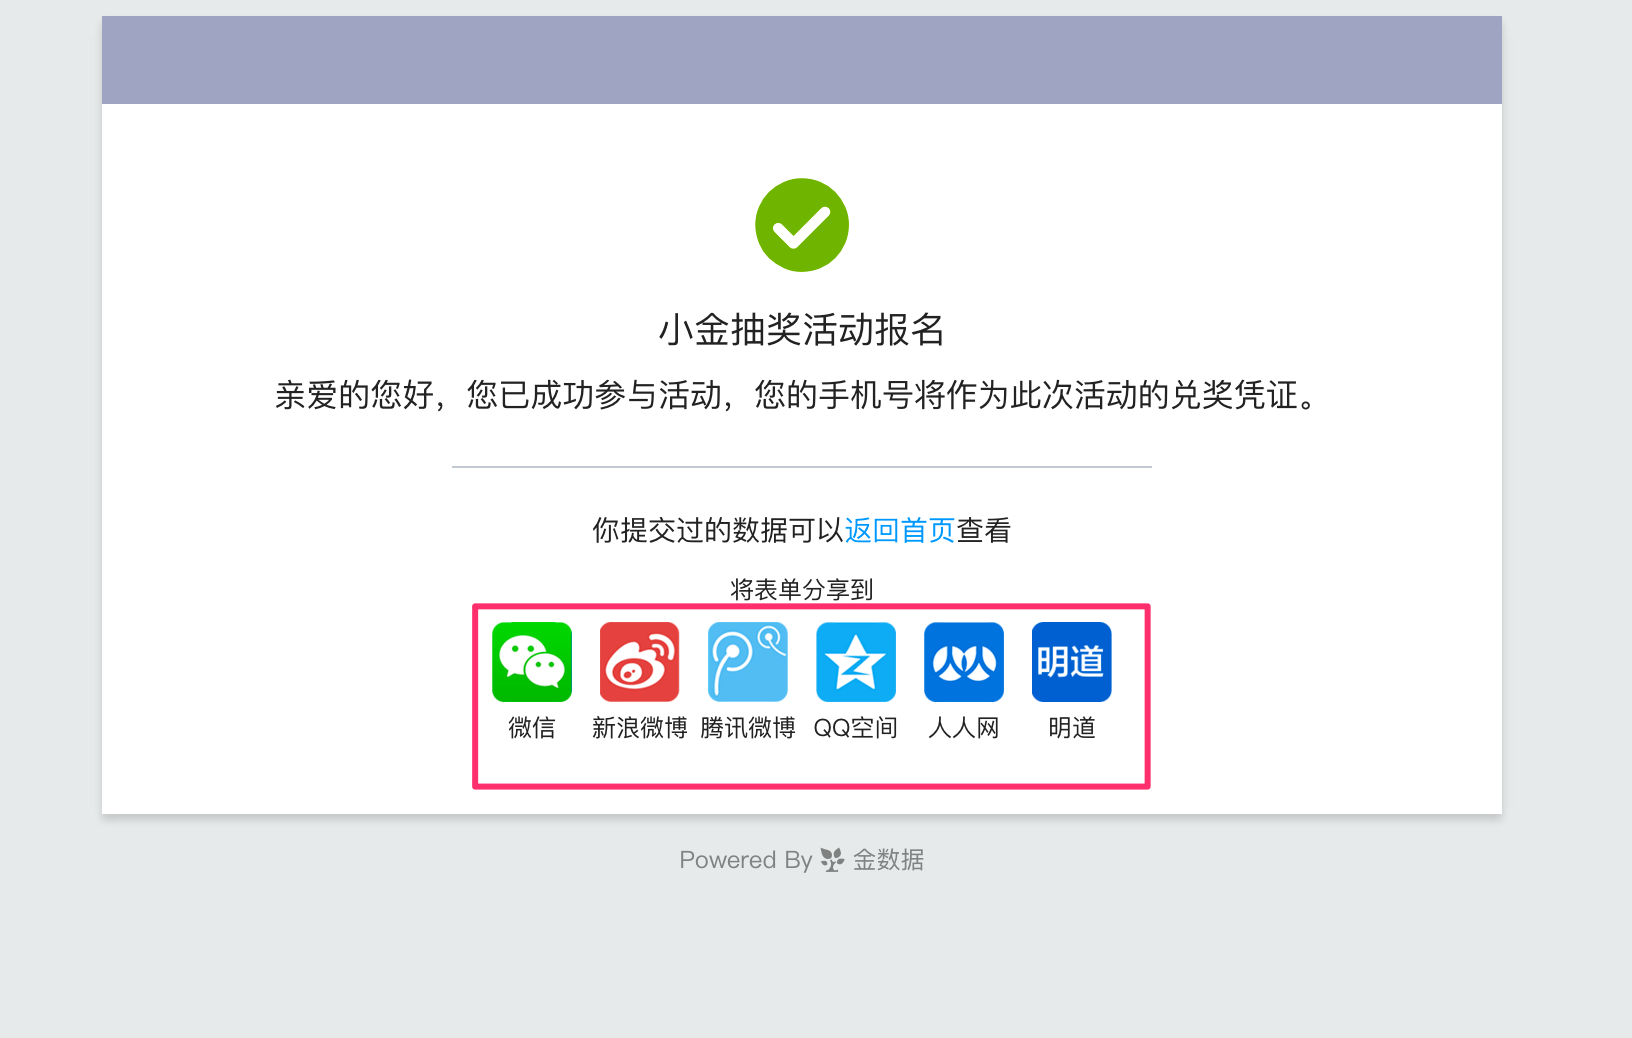 小金抽奖活动报名
亲爱的您好，您已成功参与活动，您的手机号将作为此次活动的兑奖凭证。
你提交过的数据可以返回首页查看
将表单分享到
明道
微信 新浪微博 腾讯微博 QQ空间 人人网 明道
Powered By 金数据